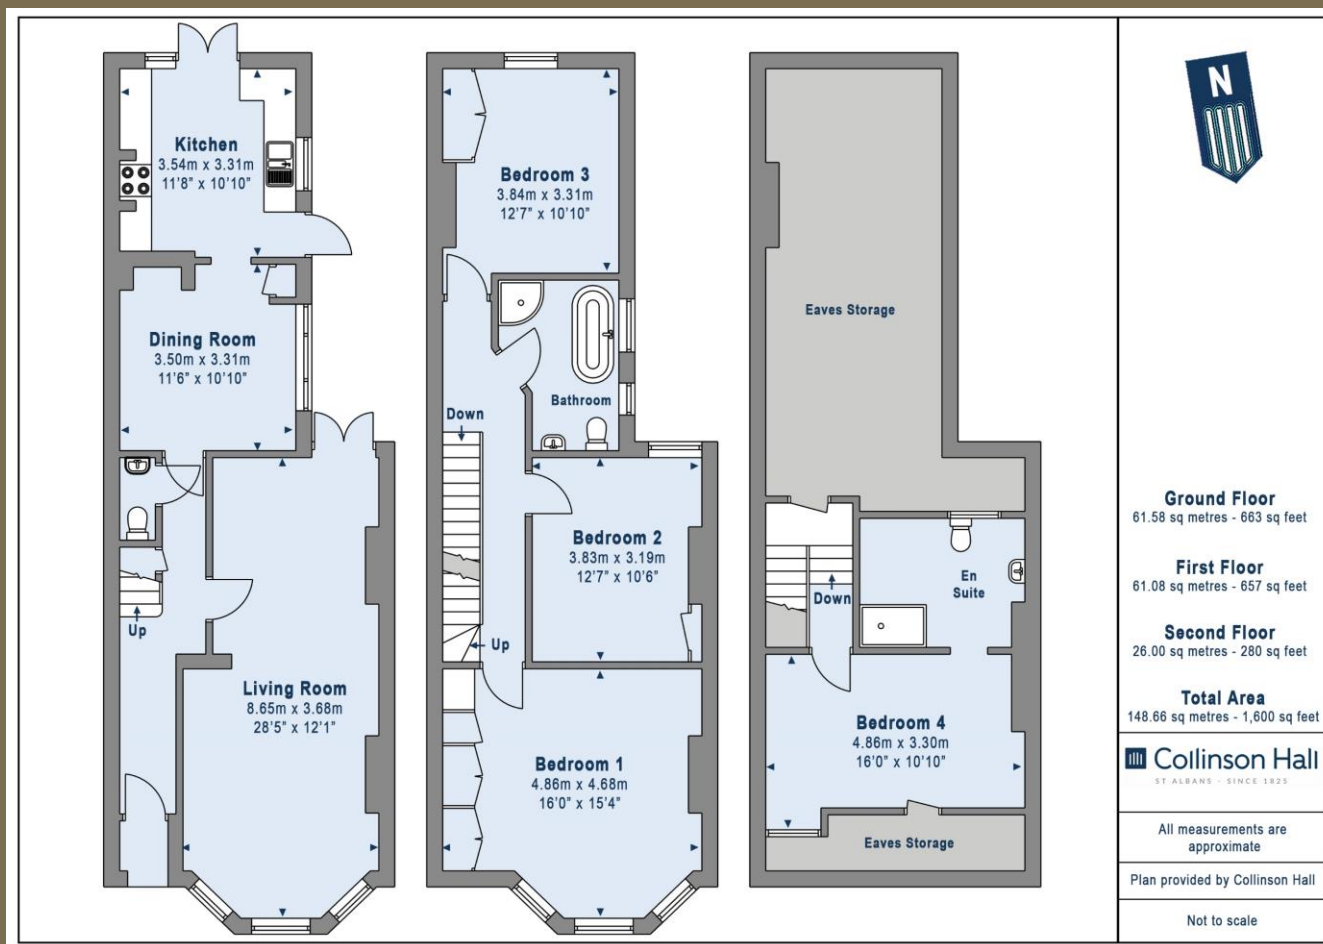 Kitchen
3.54m x 3.31m
11'8" x 10'10"
Dining Room
3.50m x 3.31m
11'6" x 10'10"
Up
Living Room
8.65m x 3.68m
28'5" x 12'1"
Bedroom 3
3.84m x 3.31m
12'7" x 10'10"
Bathroom
Down
Bedroom 2
3.83m x 3.19m
12'7" x 10'6"
Up
Bedroom 1
4.86m x 4.68m
16'0" x 15'4"
Eaves Storage
En
Suite
Down
Bedroom 4
4.86m x 3.30m
16'0" x 10'10"
Eaves Storage
N
Ground Floor
61.58 sq metres - 663 sq feet
First Floor
61.08 sq metres - 657 sq feet
Second Floor
26.00 sq metres - 280 sq feet
Total Area
148.66 sq metres - 1,600 sq feet
Collinson Hall
ST ALBANS - SINCE 1825
All measurements are
approximate
Plan provided by Collinson Hall
Not to scale